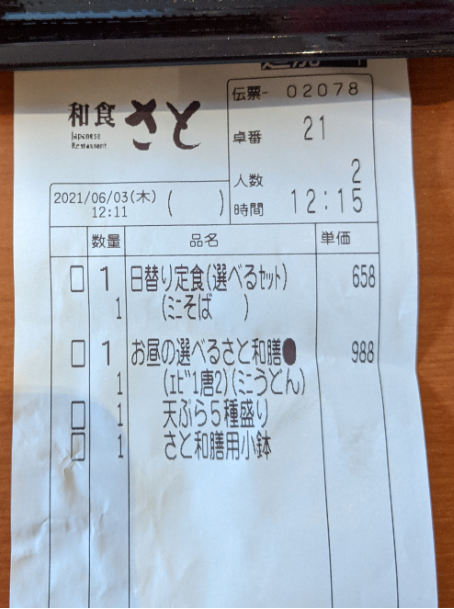 伝票- 02078
和食 さと
Japanese
Restaurant
卓番 21
人数 2
2021/06/03(木) ( )
12:11
時間 12:15
数量 品名 単価
□ 1 日替り定食(選べるｾｯﾄ) 658
1 (ﾐﾆそば )
□ 1 お昼の選べるさと和膳● 988
1 (ｴﾋﾞ1唐2)(ﾐﾆうどん)
□ 1 天ぷら5種盛り
□ 1 さと和膳用小鉢